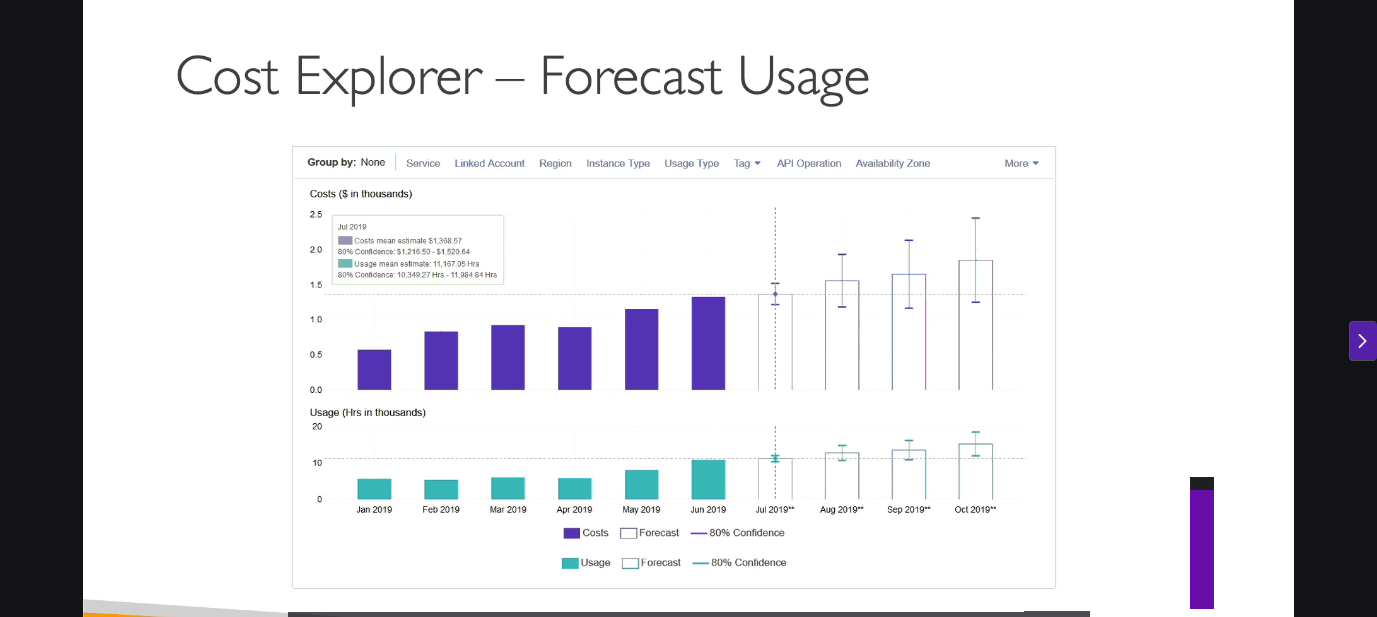 Cost Explorer – Forecast Usage
Group by: None Service Linked Account Region Instance Type Usage Type Tag API Operation Availability Zone More
Costs ($ in thousands)
2.5
2.0
1.5
1.0
0.5
0.0
Jul 2019
Costs mean estimate $1,368.57
80% Confidence: $1,216.50 - $1,520.64
Usage mean estimate: 11,167.05 Hrs
80% Confidence: 10,349.27 Hrs - 11,984.84 Hrs
Usage (Hrs in thousands)
20
10
0
Jan 2019 Feb 2019 Mar 2019 Apr 2019 May 2019 Jun 2019 Jul 2019** Aug 2019** Sep 2019** Oct 2019**
Costs Forecast 80% Confidence
Usage Forecast 80% Confidence